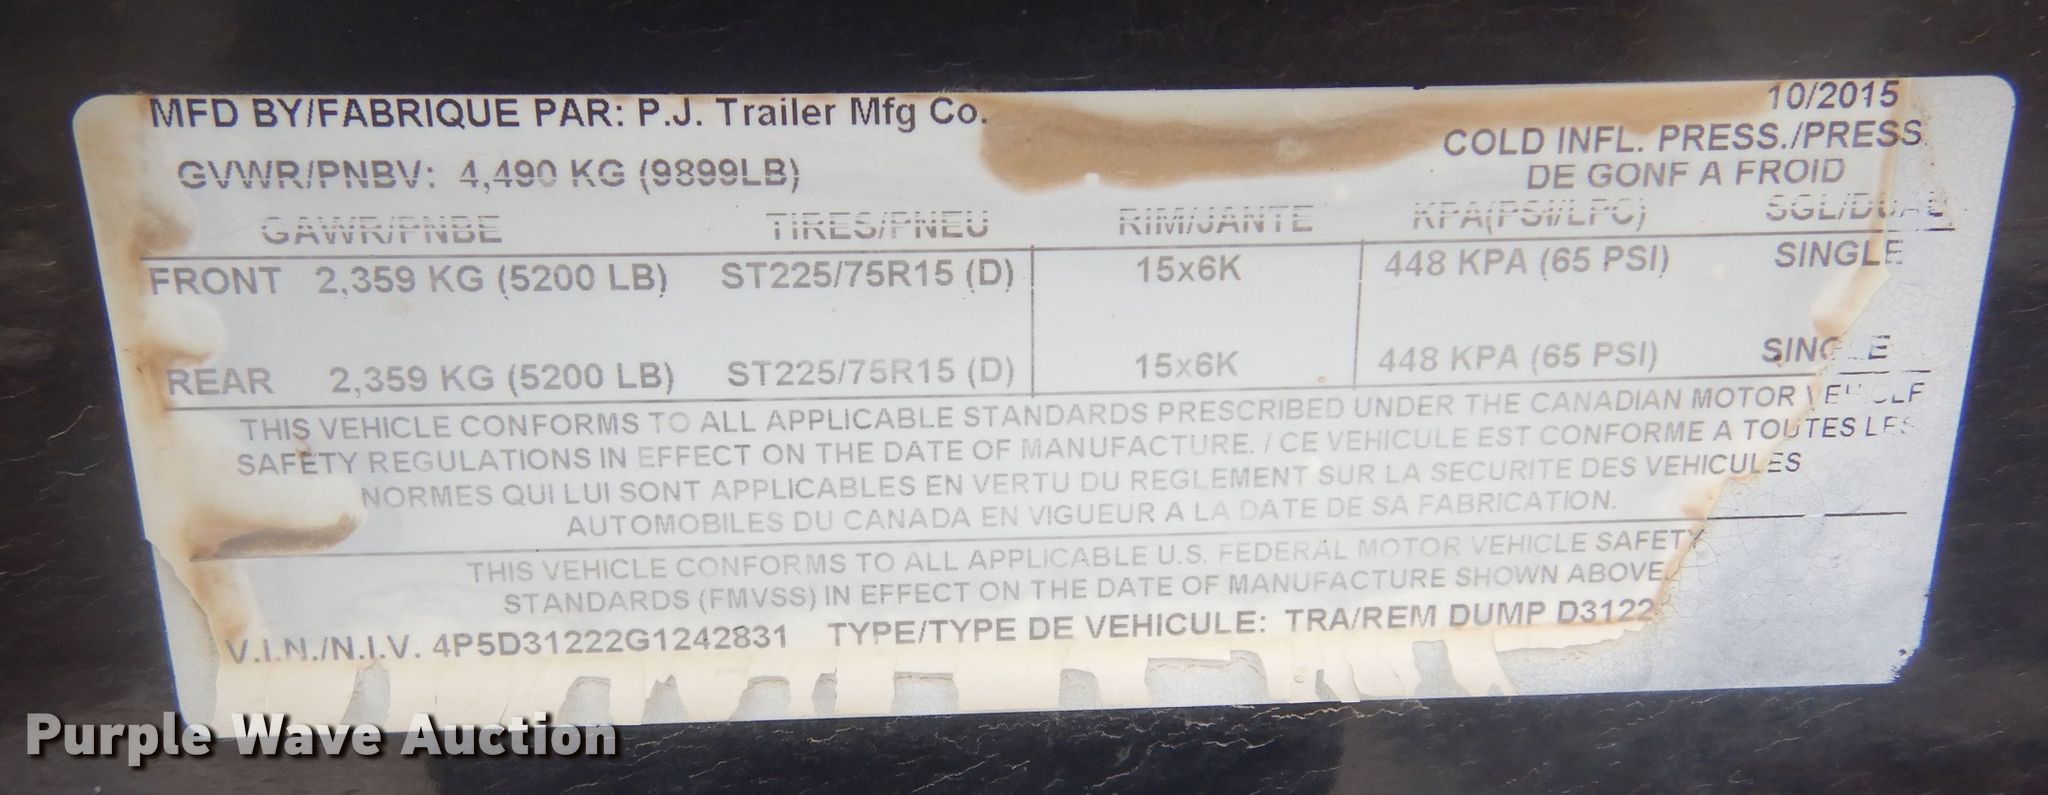 MFD BY/FABRIQUE PAR: P.J. Trailer Mfg Co. 10/2015
COLD INFL. PRESS./PRESS
GVWR/PNBV: 4,490 KG (9899LB) DE GONF A FROID
GAWR/PNBE TIRES/PNEU RIM/JANTE KPA(PSI/LPC) SGL/DUAL
FRONT 2,359 KG (5200 LB) ST225/75R15 (D) 15x6K 448 KPA (65 PSI) SINGLE
REAR 2,359 KG (5200 LB) ST225/75R15 (D) 15x6K 448 KPA (65 PSI) SINGLE
THIS VEHICLE CONFORMS TO ALL APPLICABLE STANDARDS PRESCRIBED UNDER THE CANADIAN MOTOR VEHICLE
SAFETY REGULATIONS IN EFFECT ON THE DATE OF MANUFACTURE. / CE VEHICULE EST CONFORME A TOUTES LES
NORMES QUI LUI SONT APPLICABLES EN VERTU DU REGLEMENT SUR LA SECURITE DES VEHICULES
AUTOMOBILES DU CANADA EN VIGUEUR A LA DATE DE SA FABRICATION.
THIS VEHICLE CONFORMS TO ALL APPLICABLE U.S. FEDERAL MOTOR VEHICLE SAFETY
STANDARDS (FMVSS) IN EFFECT ON THE DATE OF MANUFACTURE SHOWN ABOVE.
V.I.N./N.I.V. 4P5D31222G1242831 TYPE/TYPE DE VEHICULE: TRA/REM DUMP D3122
Purple Wave Auction